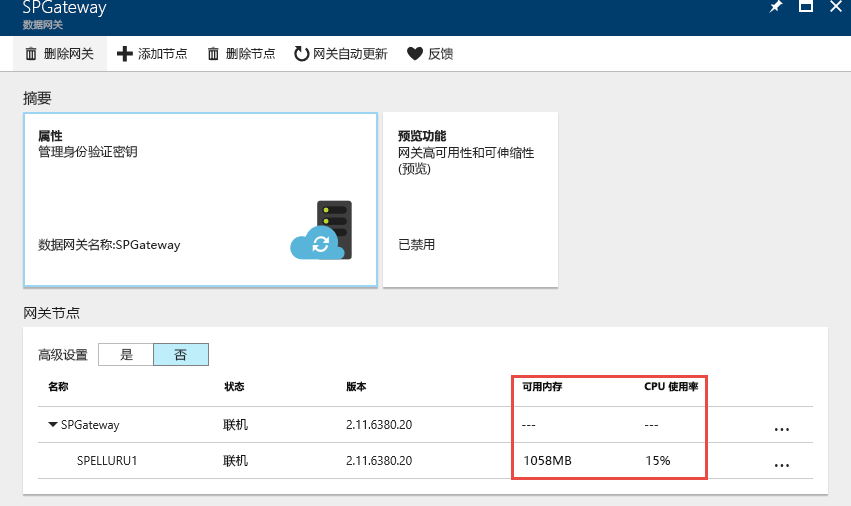 SPGateway
数据网关
删除网关 添加节点 删除节点 网关自动更新 反馈
摘要
属性
管理身份验证密钥
数据网关名称:SPGateway
预览功能
网关高可用性和可伸缩性
(预览)
已禁用
网关节点
高级设置 是 否
名称 状态 版本 可用内存 CPU 使用率
SPGateway 联机 2.11.6380.20 --- --- ...
SPELLURU1 联机 2.11.6380.20 1058MB 15% ...